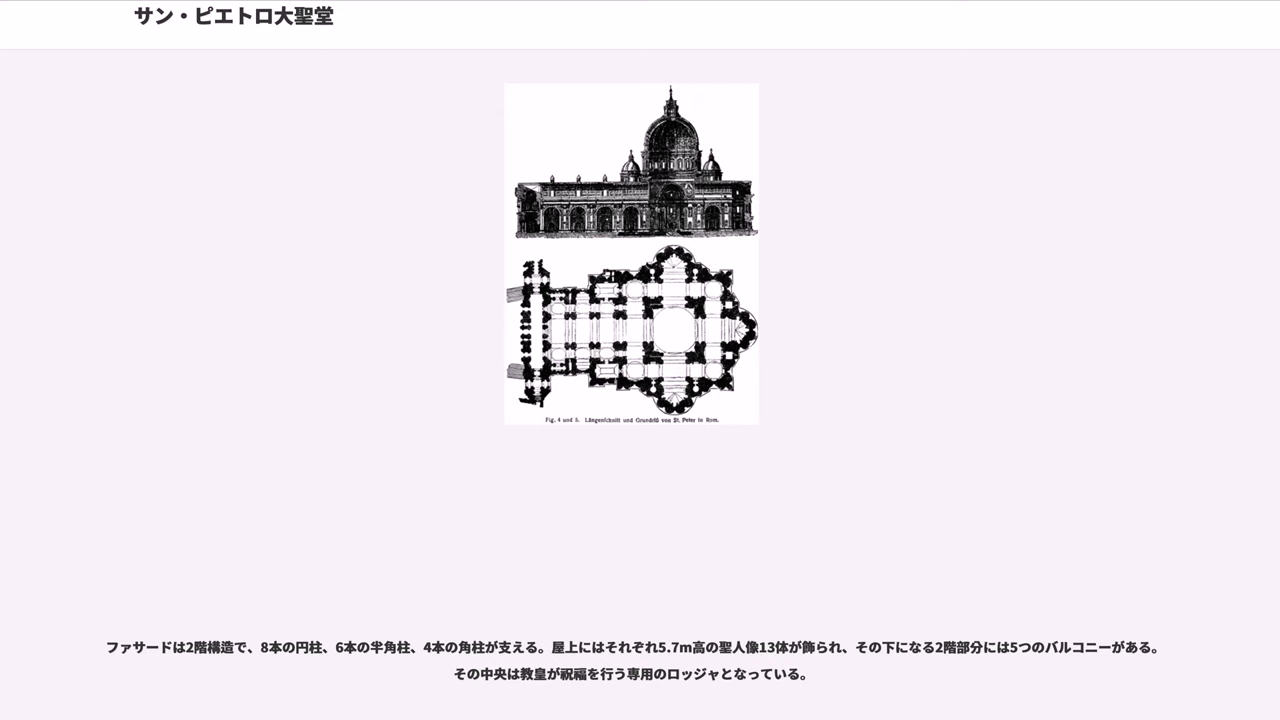 サン・ピエトロ大聖堂
Fig. 4 und 5. Längenschnitt und Grundriß von St. Peter in Rom.
ファサードは2階構造で、8本の円柱、6本の半角柱、4本の角柱が支える。屋上にはそれぞれ5.7m高の聖人像13体が飾られ、その下になる2階部分には5つのバルコニーがある。
その中央は教皇が祝福を行う専用のロッジャとなっている。